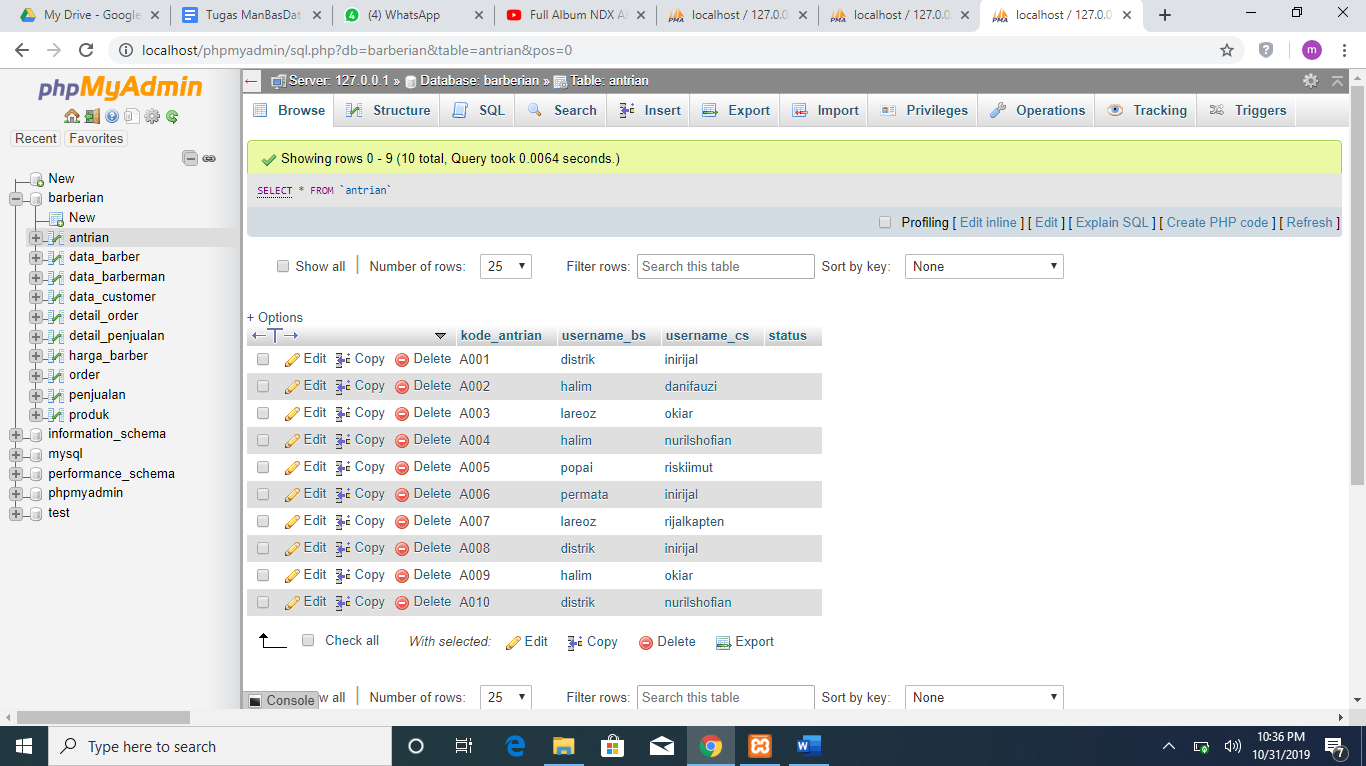 My Drive - Google
Tugas ManBasDat
(4) WhatsApp
Full Album NDX A
localhost / 127.0.0
localhost / 127.0.0
localhost / 127.0.0
localhost/phpmyadmin/sql.php?db=barberian&table=antrian&pos=0
m
phpMyAdmin
Recent Favorites
New
barberian
New
antrian
data_barber
data_barberman
data_customer
detail_order
detail_penjualan
harga_barber
order
penjualan
produk
information_schema
mysql
performance_schema
phpmyadmin
test
Server: 127.0.0.1 » Database: barberian » Table: antrian
Browse Structure SQL Search Insert Export Import Privileges Operations Tracking Triggers
Showing rows 0 - 9 (10 total, Query took 0.0064 seconds.)
SELECT * FROM `antrian`
Profiling [ Edit inline ] [ Edit ] [ Explain SQL ] [ Create PHP code ] [ Refresh ]
Show all Number of rows: 25 Filter rows: Search this table Sort by key: None
+ Options
kode_antrian username_bs username_cs status
Edit Copy Delete A001 distrik inirijal
Edit Copy Delete A002 halim danifauzi
Edit Copy Delete A003 lareoz okiar
Edit Copy Delete A004 halim nurilshofian
Edit Copy Delete A005 popai riskiimut
Edit Copy Delete A006 permata inirijal
Edit Copy Delete A007 lareoz rijalkapten
Edit Copy Delete A008 distrik inirijal
Edit Copy Delete A009 halim okiar
Edit Copy Delete A010 distrik nurilshofian
Check all With selected: Edit Copy Delete Export
Console w all Number of rows: 25 Filter rows: Search this table Sort by key: None
Type here to search
10:36 PM
10/31/2019
7